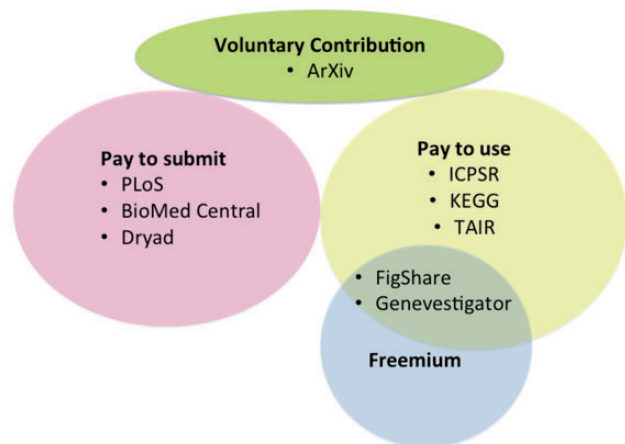 Voluntary Contribution
• ArXiv
Pay to submit
• PLoS
• BioMed Central
• Dryad
Pay to use
• ICPSR
• KEGG
• TAIR
• FigShare
• Genevestigator
Freemium